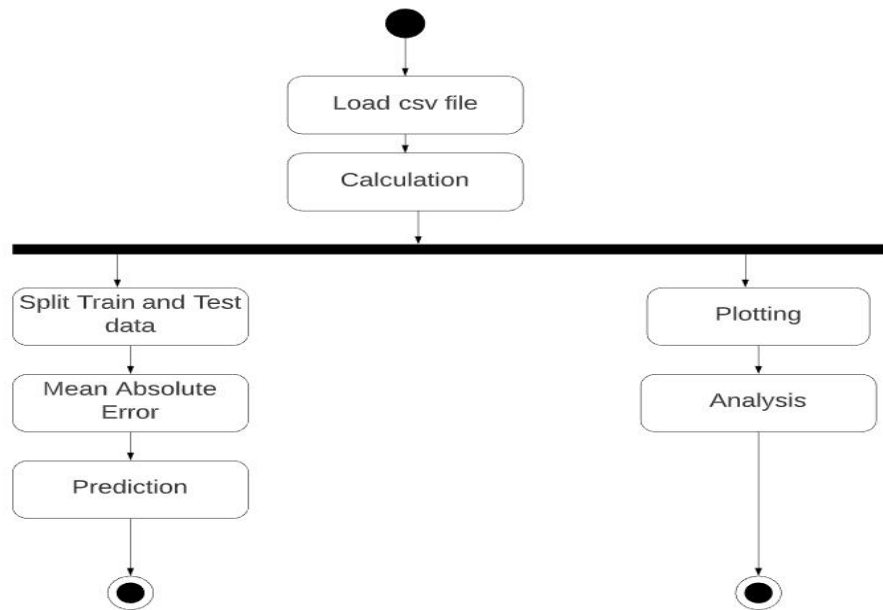 Load csv file
Calculation
Split Train and Test
data
Mean Absolute
Error
Prediction
Plotting
Analysis